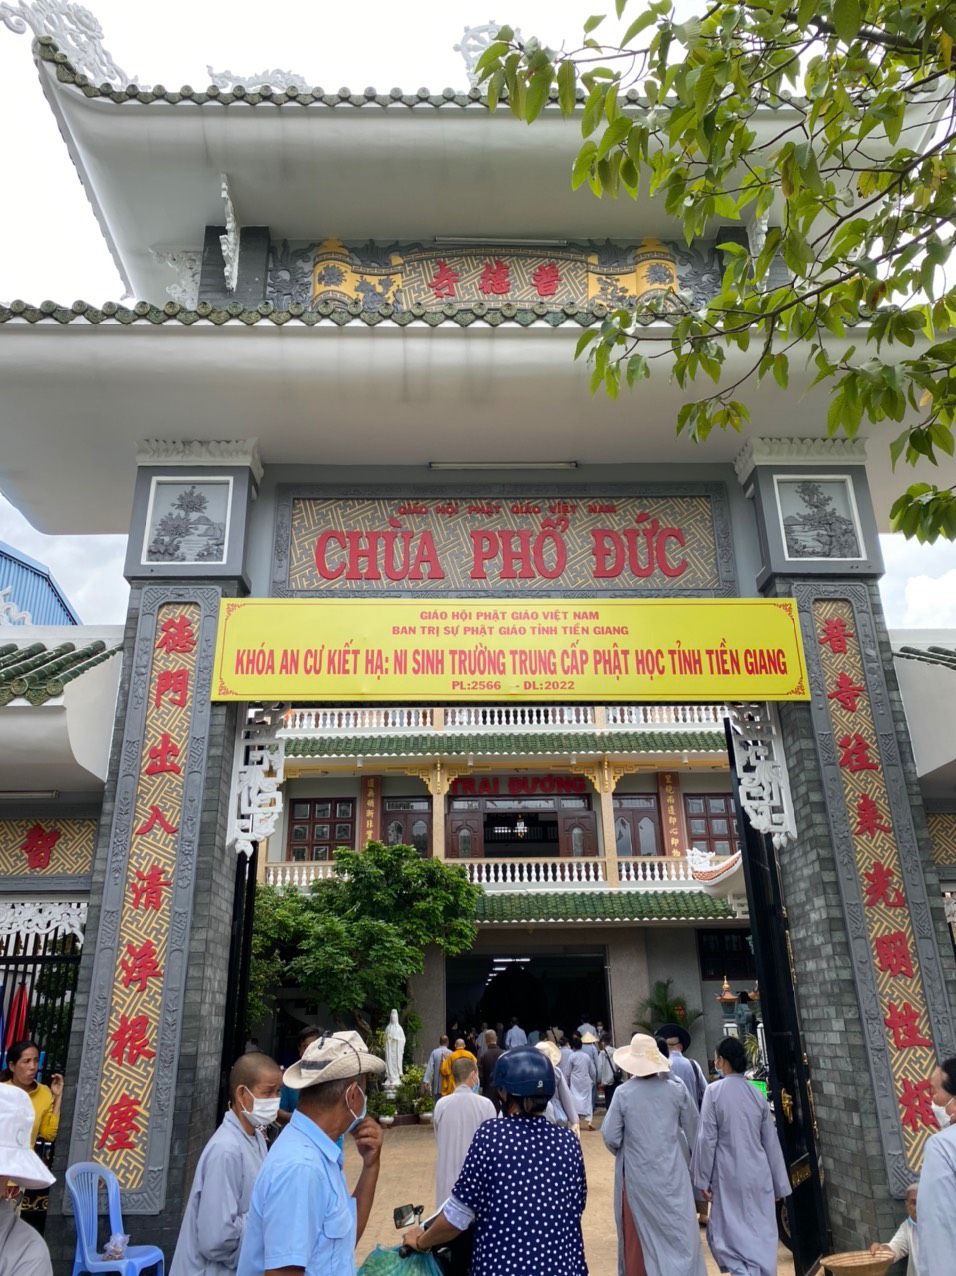 寺德普
GIÁO HỘI PHẬT GIÁO VIỆT NAM
CHÙA PHỔ ĐỨC
GIÁO HỘI PHẬT GIÁO VIỆT NAM
BAN TRỊ SỰ PHẬT GIÁO TỈNH TIỀN GIANG
KHÓA AN CƯ KIẾT HẠ: NI SINH TRƯỜNG TRUNG CẤP PHẬT HỌC TỈNH TIỀN GIANG
PL:2566 - DL:2022
普寺往來光明性
德門出入清淨根塵
TRAI ĐƯỜNG
智